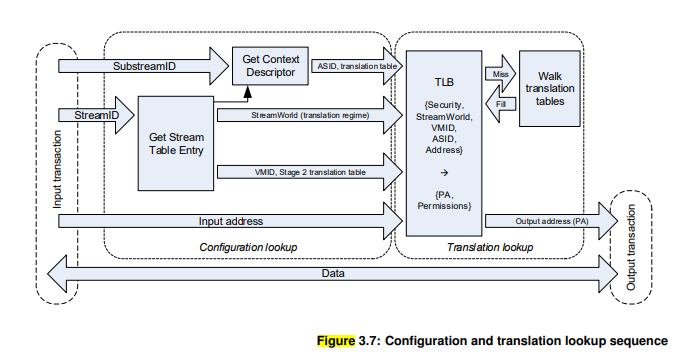 SubstreamID
Get Context
Descriptor
ASID, translation table
TLB
Miss
Fill
Walk
translation
tables
StreamID
Get Stream
Table Entry
StreamWorld (translation regime)
{Security,
StreamWorld,
VMID,
ASID,
Address}
→
{PA,
Permissions}
VMID, Stage 2 translation table
Input transaction
Input address
Output address (PA)
Configuration lookup
Translation lookup
Data
Output transaction
Figure 3.7: Configuration and translation lookup sequence